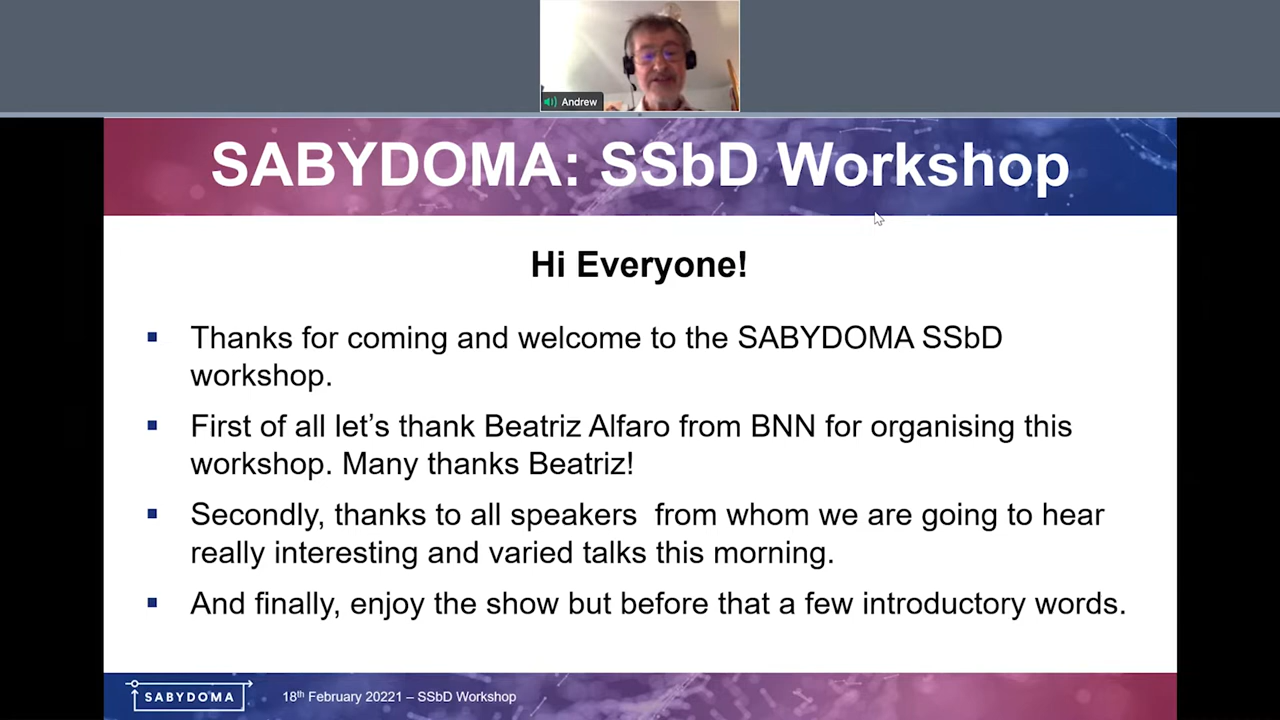 Andrew
SABYDOMA: SSbD Workshop
Hi Everyone!
Thanks for coming and welcome to the SABYDOMA SSbD
workshop.
First of all let’s thank Beatriz Alfaro from BNN for organising this
workshop. Many thanks Beatriz!
Secondly, thanks to all speakers  from whom we are going to hear
really interesting and varied talks this morning.
And finally, enjoy the show but before that a few introductory words.
SABYDOMA
18th February 20221 – SSbD Workshop